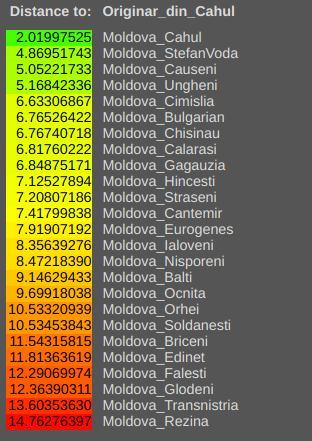 Distance to: Originar_din_Cahul
2.01997525 Moldova_Cahul
4.86951743 Moldova_StefanVoda
5.05221733 Moldova_Causeni
5.16842336 Moldova_Ungheni
6.63306867 Moldova_Cimislia
6.76526422 Moldova_Bulgarian
6.76740718 Moldova_Chisinau
6.81760222 Moldova_Calarasi
6.84875171 Moldova_Gagauzia
7.12527894 Moldova_Hincesti
7.20807186 Moldova_Straseni
7.41799838 Moldova_Cantemir
7.91907192 Moldova_Eurogenes
8.35639276 Moldova_Ialoveni
8.47218390 Moldova_Nisporeni
9.14629433 Moldova_Balti
9.69918038 Moldova_Ocnita
10.53320939 Moldova_Orhei
10.53453843 Moldova_Soldanesti
11.54315815 Moldova_Briceni
11.81363619 Moldova_Edinet
12.29069974 Moldova_Falesti
12.36390311 Moldova_Glodeni
13.60353630 Moldova_Transnistria
14.76276397 Moldova_Rezina